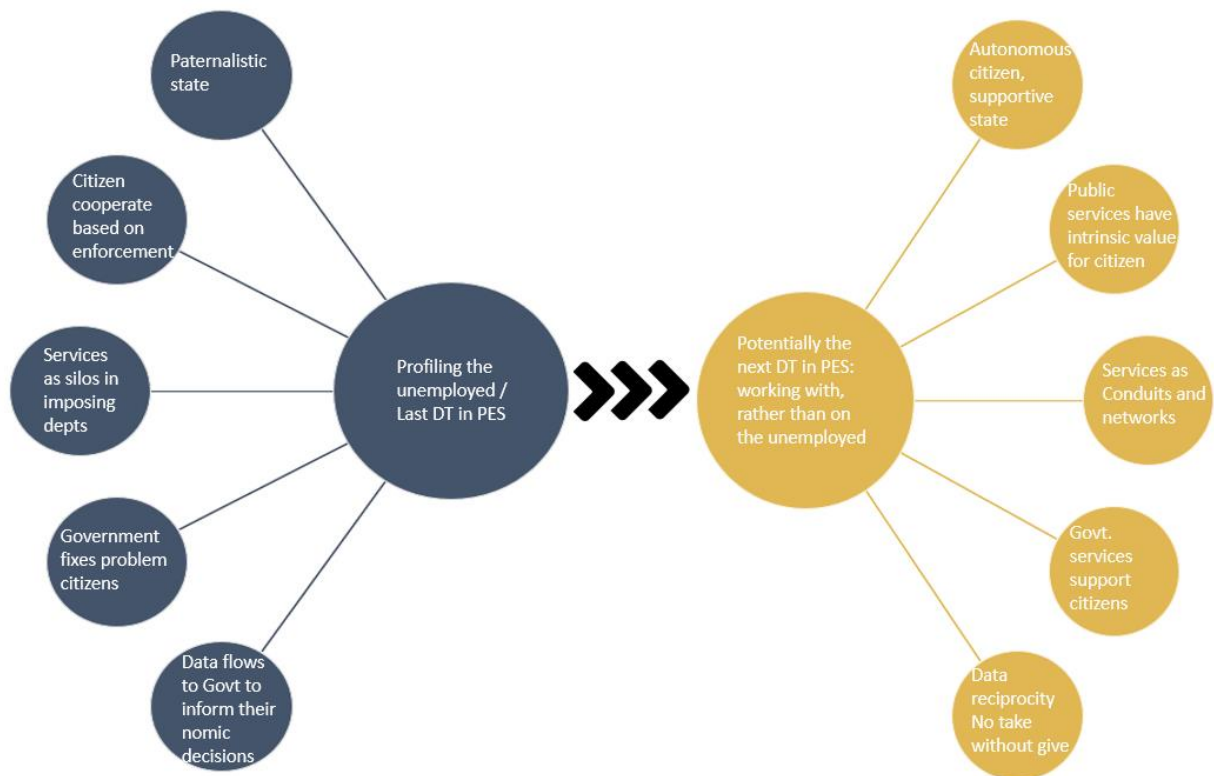 Paternalistic
state
Citizen
cooperate
based on
enforcement
Services
as silos in
imposing
depts
Government
fixes problem
citizens
Data flows
to Govt to
inform their
nomic
decisions
Profiling the
unemployed /
Last DT in PES
Potentially the
next DT in PES:
working with,
rather than on
the unemployed
Autonomous
citizen,
supportive
state
Public
services have
intrinsic value
for citizen
Services as
Conduits and
networks
Govt.
services
support
citizens
Data
reciprocity
No take
without give